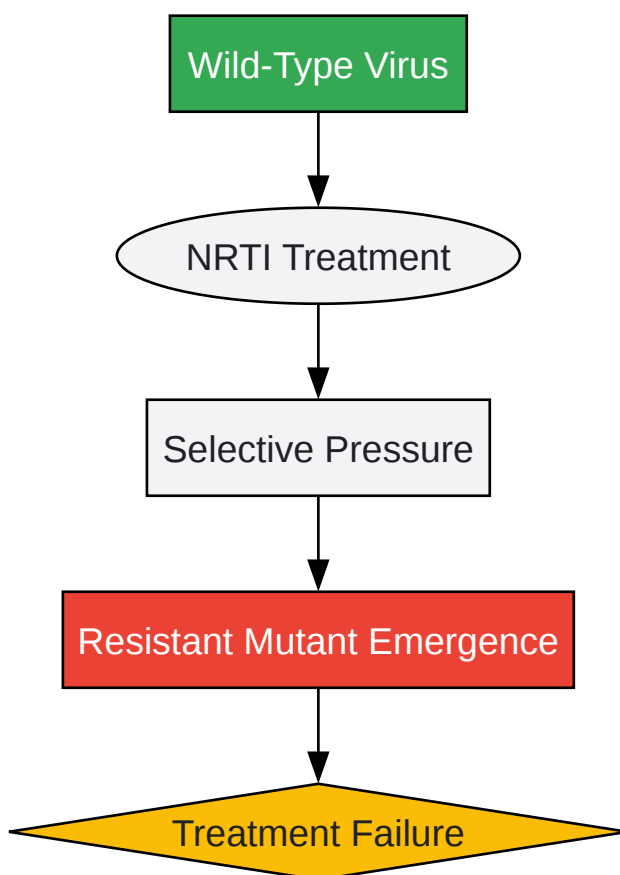 Wild-Type Virus
NRTI Treatment
Selective Pressure
Resistant Mutant Emergence
Treatment Failure